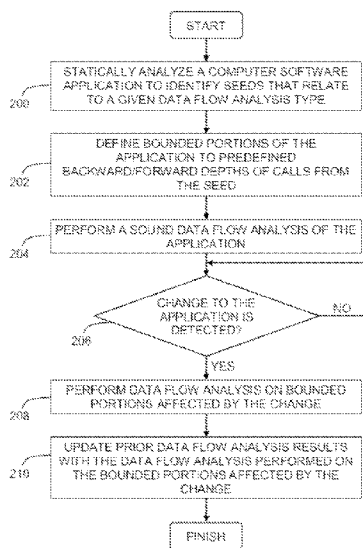 START
STATICALLY ANALYZE A COMPUTER SOFTWARE
APPLICATION TO IDENTIFY SEEDS THAT RELATE
TO A GIVEN DATA FLOW ANALYSIS TYPE
200
DEFINE BOUNDED PORTIONS OF THE
APPLICATION TO PREDEFINED
BACKWARD/FORWARD DEPTHS OF CALLS FROM
THE SEED
202
PERFORM A SOUND DATA FLOW ANALYSIS OF THE
APPLICATION
204
CHANGE TO THE
APPLICATION IS
DETECTED?
NO
206
YES
PERFORM DATA FLOW ANALYSIS ON BOUNDED
PORTIONS AFFECTED BY THE CHANGE
208
UPDATE PRIOR DATA FLOW ANALYSIS RESULTS
WITH THE DATA FLOW ANALYSIS PERFORMED ON
THE BOUNDED PORTIONS AFFECTED BY THE
CHANGE
210
FINISH